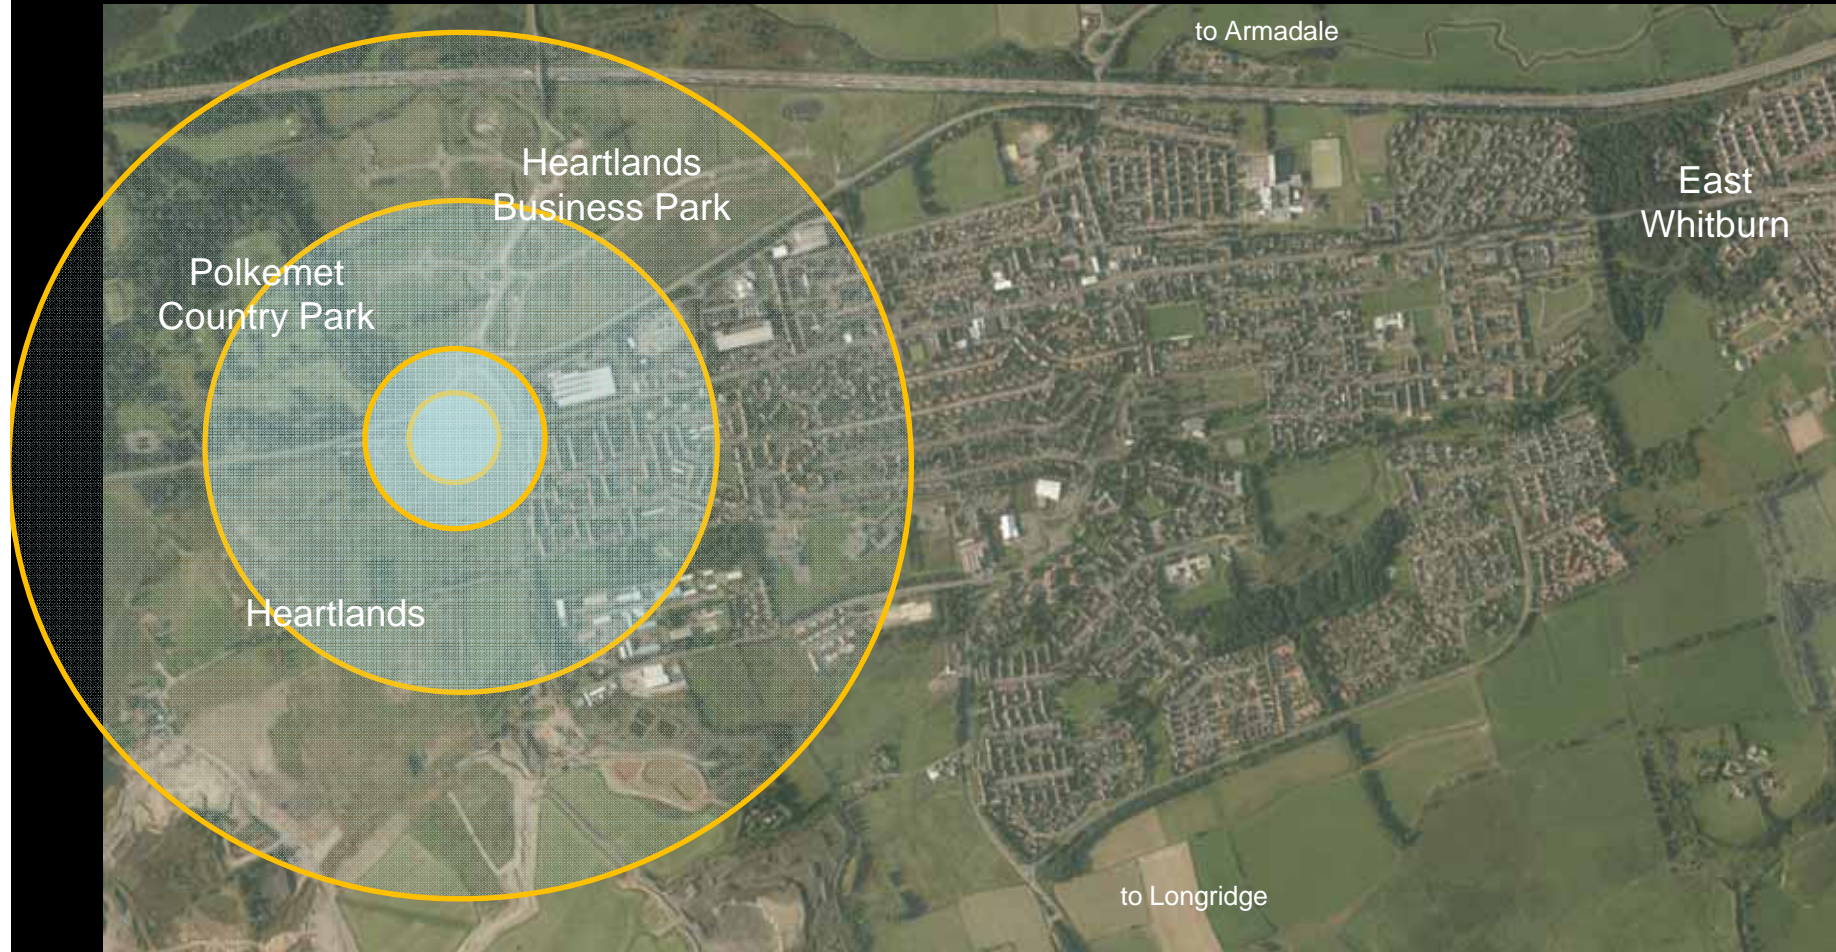 to Armadale
Heartlands
Business Park
East
Whitburn
Polkemet
Country Park
Heartlands
to Longridge